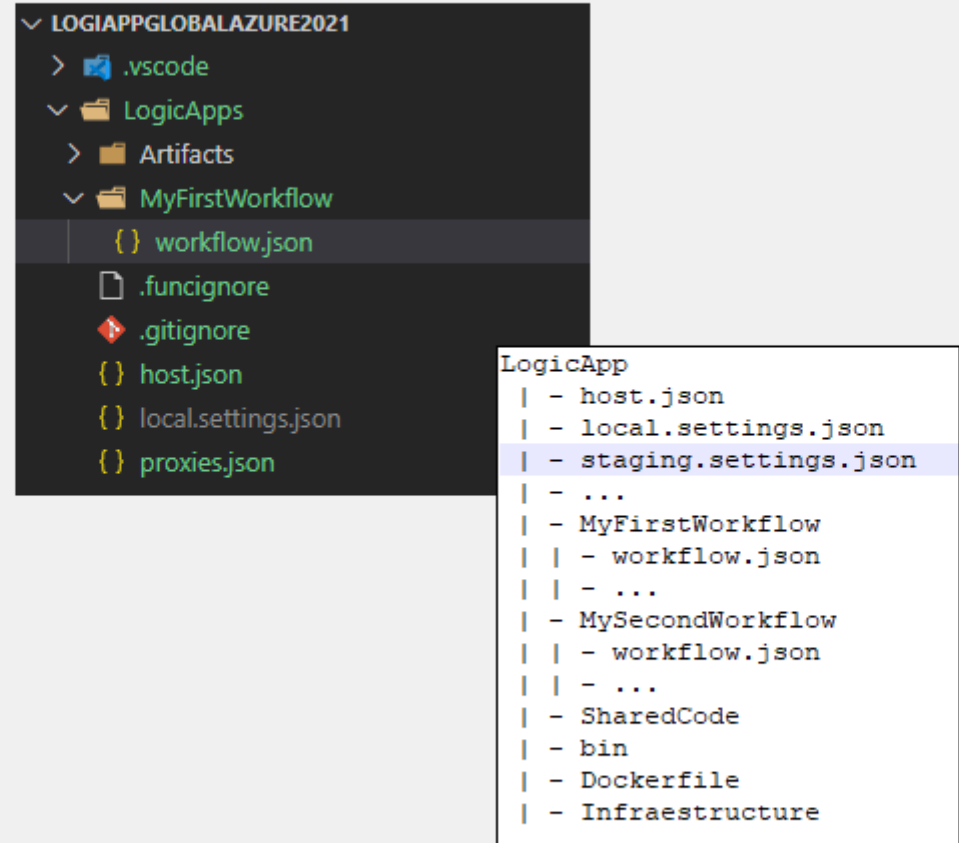 LOGIAPPGLOBALAZURE2021
.vscode
LogicApps
Artifacts
MyFirstWorkflow
{ } workflow.json
.funcignore
.gitignore
{ } host.json
{ } local.settings.json
{ } proxies.json
LogicApp
| - host.json
| - local.settings.json
| - staging.settings.json
| - ...
| - MyFirstWorkflow
| | - workflow.json
| | - ...
| - MySecondWorkflow
| | - workflow.json
| | - ...
| - SharedCode
| - bin
| - Dockerfile
| - Infraestructure